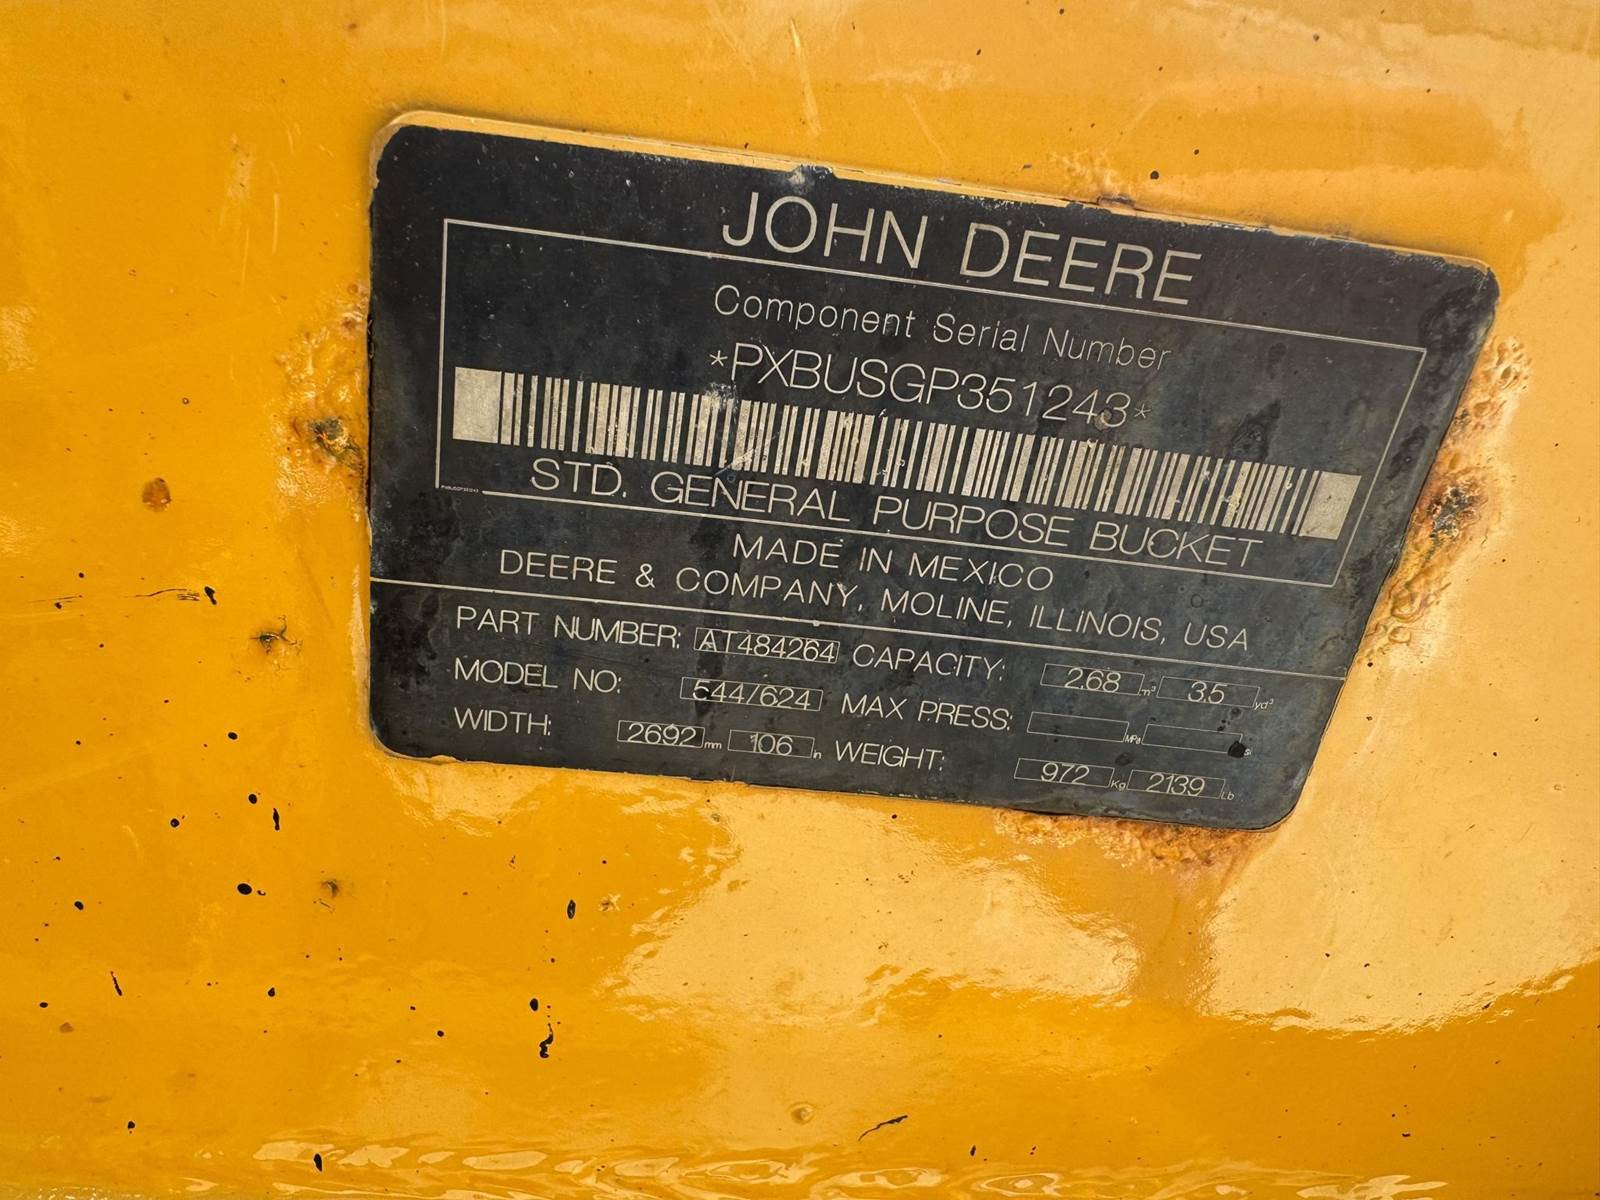 JOHN DEERE
Component Serial Number
*PXBUSGP351243*
STD. GENERAL PURPOSE BUCKET
MADE IN MEXICO
DEERE & COMPANY, MOLINE, ILLINOIS, USA
PART NUMBER: AT484264 CAPACITY: 2.68 m³ 3.5 yd³
MODEL NO: 544/624 MAX PRESS: MPa
WIDTH: 2692 mm 106 in WEIGHT: 972 Kg 2139 Lb